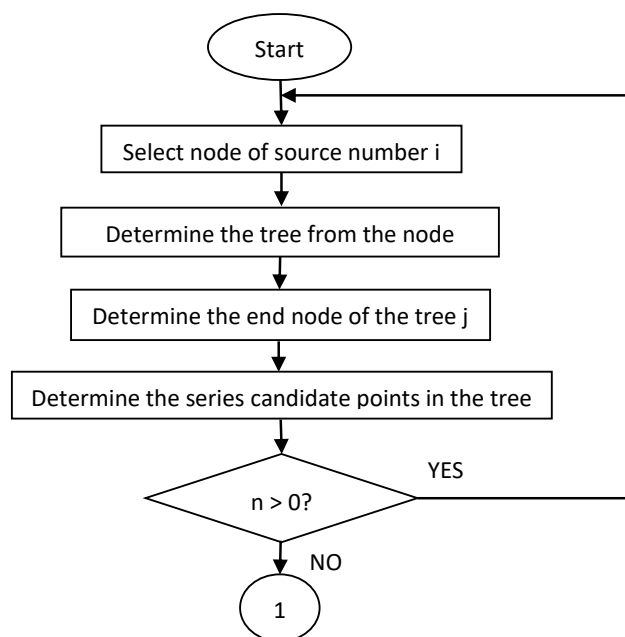 Start
Select node of source number i
Determine the tree from the node
Determine the end node of the tree j
Determine the series candidate points in the tree
YES
n > 0?
NO
1